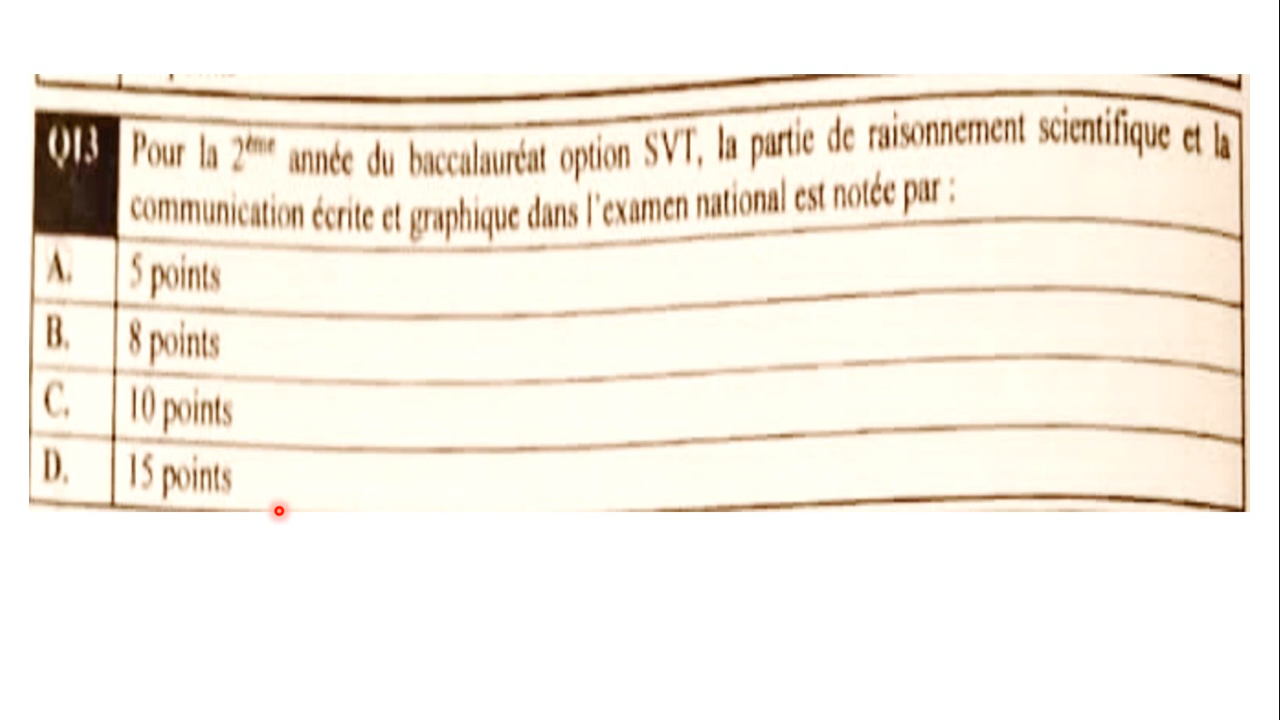 Q13 Pour la 2ème année du baccalauréat option SVT, la partie de raisonnement scientifique et la
communication écrite et graphique dans l'examen national est notée par :
A. 5 points
B. 8 points
C. 10 points
D. 15 points